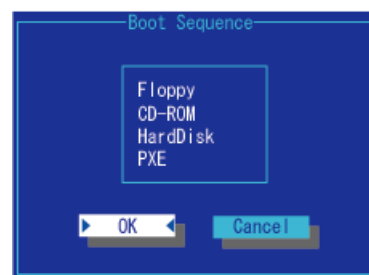 Boot Sequence
Floppy
CD-ROM
HardDisk
PXE
OK Cancel